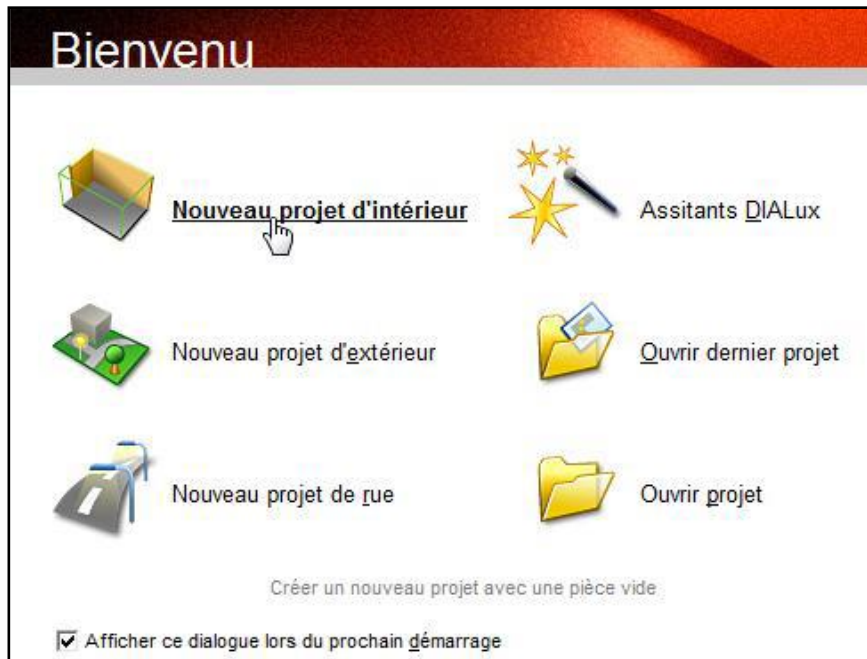 Bienvenu
Nouveau projet d'intérieur
Assitants DIALux
Nouveau projet d'extérieur
Ouvrir dernier projet
Nouveau projet de rue
Ouvrir projet
Créer un nouveau projet avec une pièce vide
Afficher ce dialogue lors du prochain démarrage